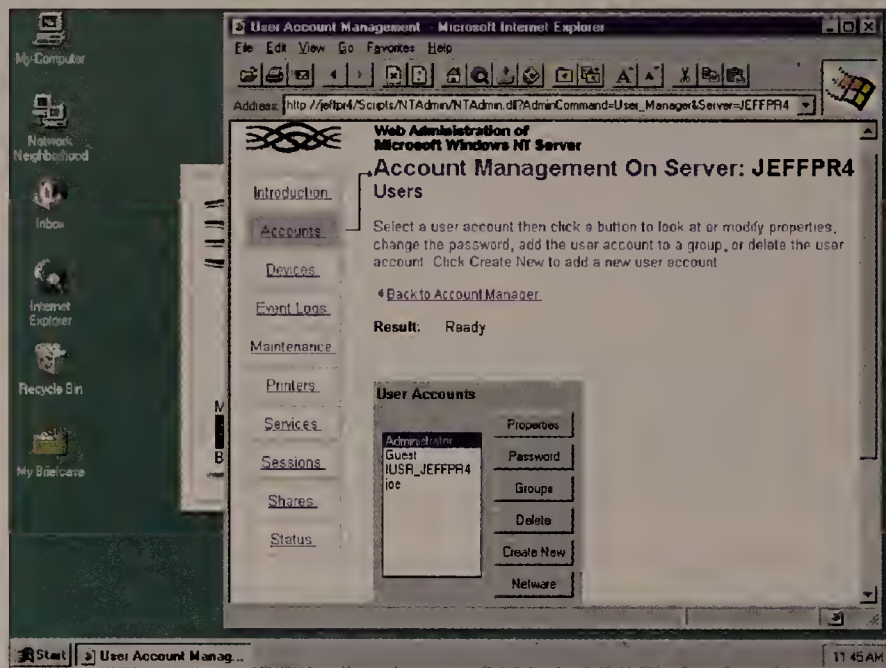 My Computer
Network
Neighborhood
Inbox
Internet
Explorer
Recycle Bin
My Briefcase
User Account Management - Microsoft Internet Explorer
File Edit View Go Favorites Help
Address: http://jeffpr4/Scripts/NTAdmin/NTAdmin.dll?AdminCommand=User_Manager&Server=JEFFPR4
Web Administration of
Microsoft Windows NT Server
Account Management On Server: JEFFPR4
Users
Introduction
Accounts
Devices
Event Logs
Maintenance
Printers
Services
Sessions
Shares
Status
Select a user account then click a button to look at or modify properties,
change the password, add the user account to a group, or delete the user
account. Click Create New to add a new user account
Back to Account Manager
Result: Ready
User Accounts
Administrator
Guest
IUSR_JEFFPR4
joe
Properties
Password
Groups
Delete
Create New
Netware
M
B
Start
User Account Manag...
11:45 AM